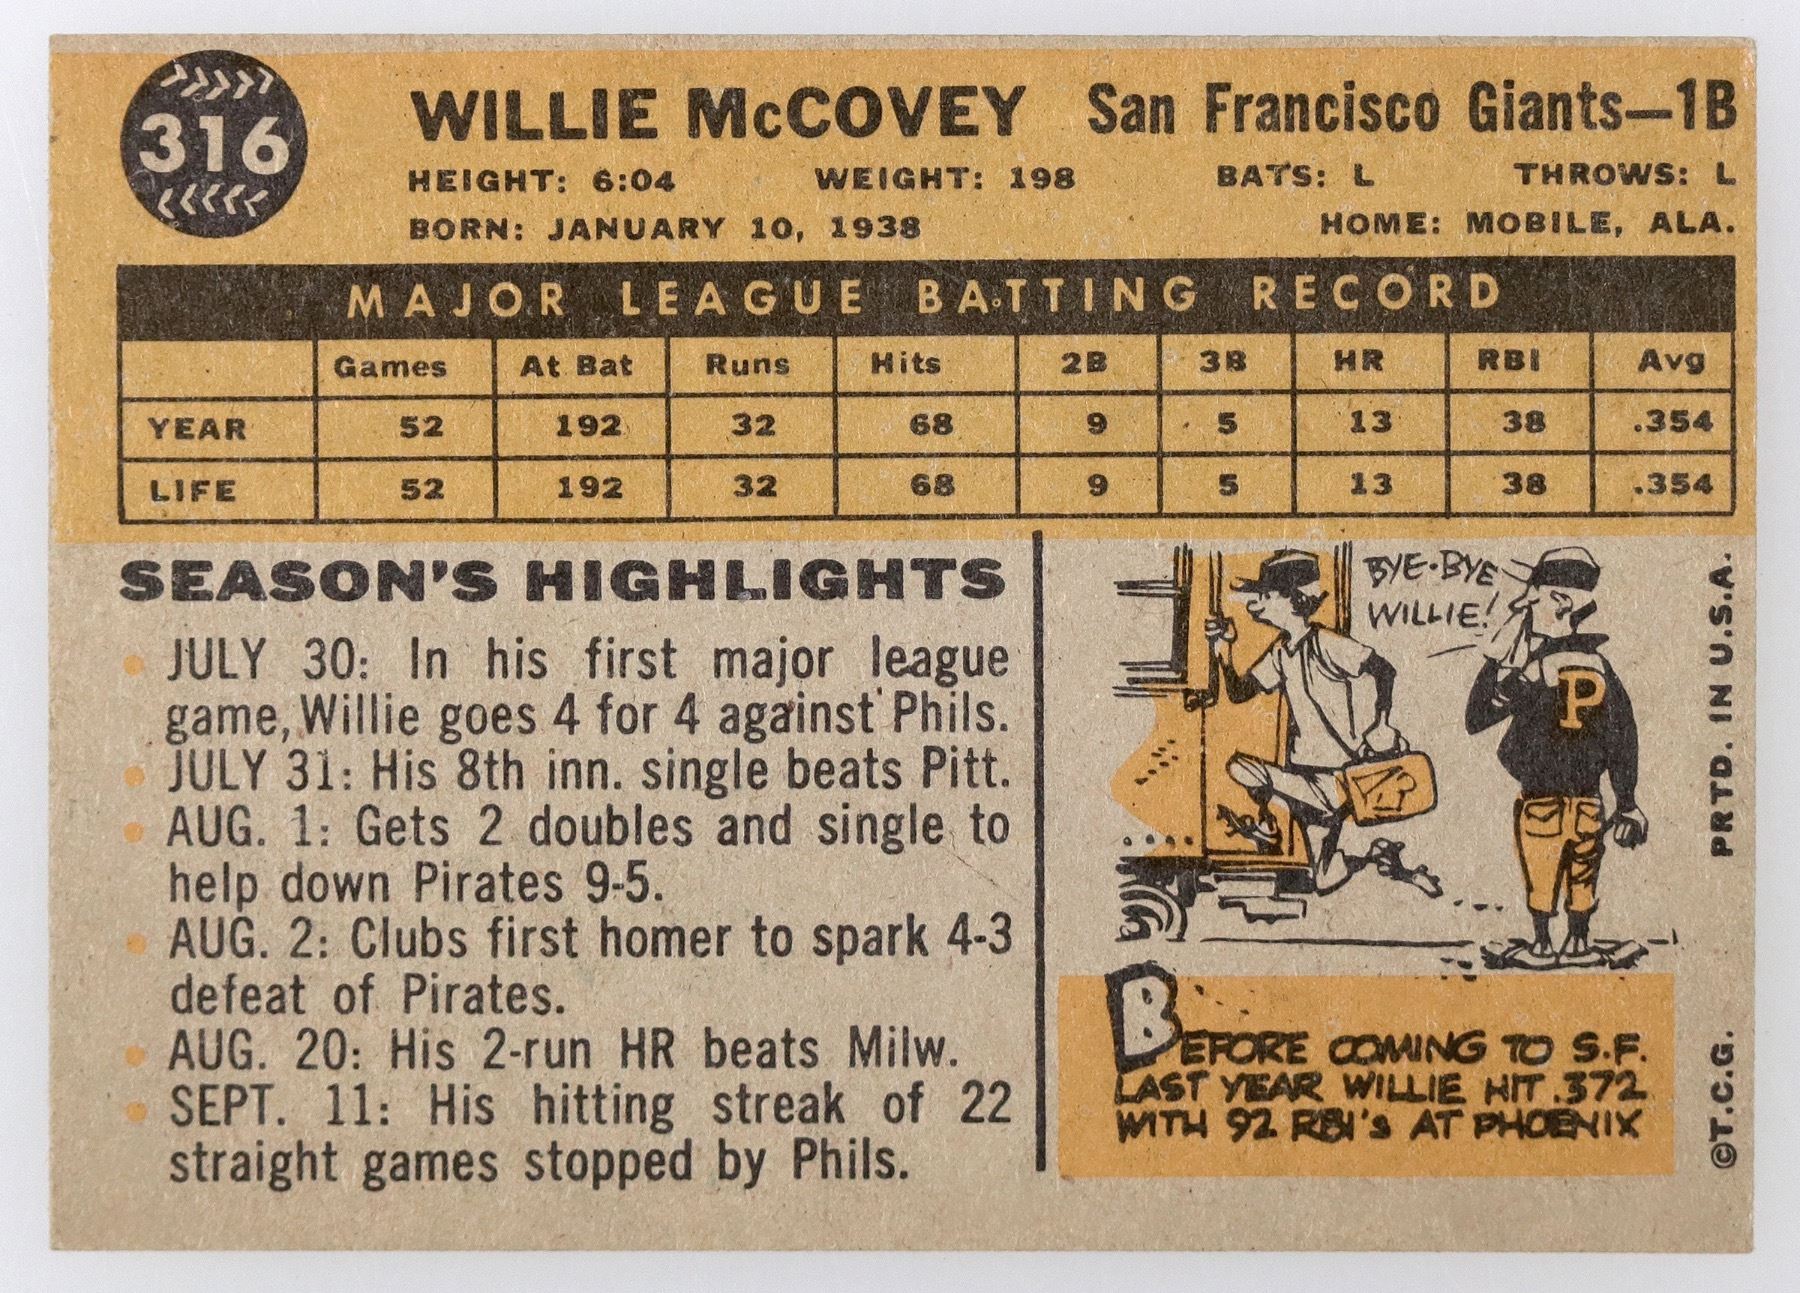 316
WILLIE McCOVEY San Francisco Giants—1B
HEIGHT: 6:04 WEIGHT: 198 BATS: L THROWS: L
BORN: JANUARY 10, 1938 HOME: MOBILE, ALA.
MAJOR LEAGUE BATTING RECORD
Games At Bat Runs Hits 2B 3B HR RBI Avg
YEAR 52 192 32 68 9 5 13 38 .354
LIFE 52 192 32 68 9 5 13 38 .354
SEASON'S HIGHLIGHTS
• JULY 30: In his first major league
game, Willie goes 4 for 4 against Phils.
• JULY 31: His 8th inn. single beats Pitt.
• AUG. 1: Gets 2 doubles and single to
help down Pirates 9-5.
• AUG. 2: Clubs first homer to spark 4-3
defeat of Pirates.
• AUG. 20: His 2-run HR beats Milw.
• SEPT. 11: His hitting streak of 22
straight games stopped by Phils.
BYE-BYE
WILLIE!
P
BEFORE COMING TO S.F.
LAST YEAR WILLIE HIT .372
WITH 92 RBI's AT PHOENIX
©T.C.G. PRTD. IN U.S.A.